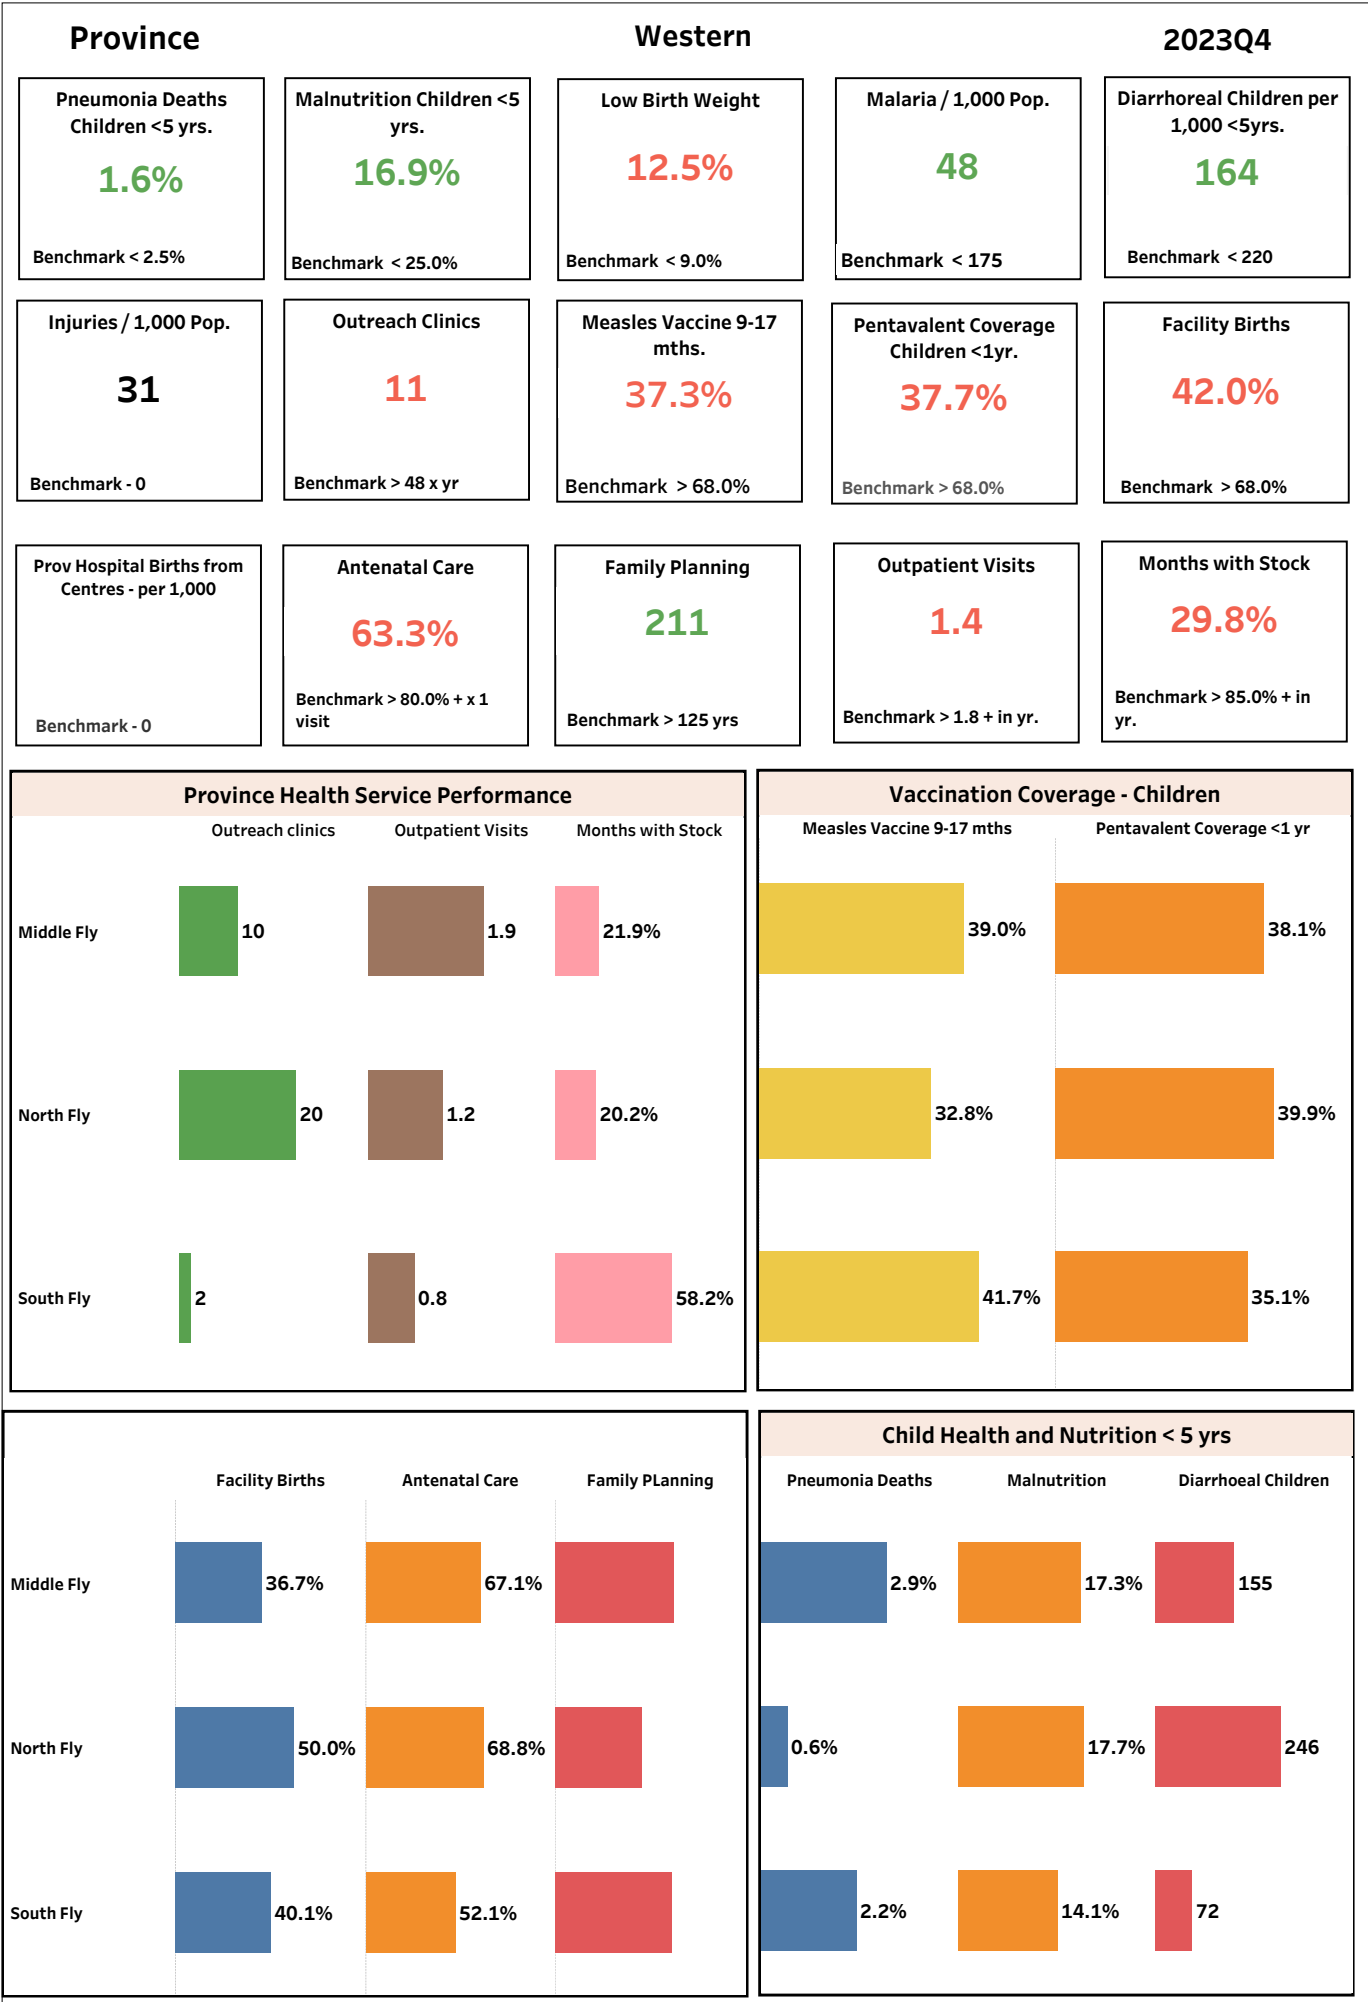 Province
Western
2023Q4
Pneumonia Deaths
Children <5 yrs.
1.6%
Benchmark < 2.5%
Malnutrition Children <5
yrs.
16.9%
Benchmark < 25.0%
Low Birth Weight
12.5%
Benchmark < 9.0%
Malaria / 1,000 Pop.
48
Benchmark < 175
Diarrhoreal Children per
1,000 <5yrs.
164
Benchmark < 220
Injuries / 1,000 Pop.
31
Benchmark - 0
Outreach Clinics
11
Benchmark > 48 x yr
Measles Vaccine 9-17
mths.
37.3%
Benchmark > 68.0%
Pentavalent Coverage
Children <1yr.
37.7%
Benchmark > 68.0%
Facility Births
42.0%
Benchmark > 68.0%
Prov Hospital Births from
Centres - per 1,000
Benchmark - 0
Antenatal Care
63.3%
Benchmark > 80.0% + x 1
visit
Family Planning
211
Benchmark > 125 yrs
Outpatient Visits
1.4
Benchmark > 1.8 + in yr.
Months with Stock
29.8%
Benchmark > 85.0% + in
yr.
Province Health Service Performance
Outreach clinics Outpatient Visits Months with Stock
Middle Fly 10 1.9 21.9%
North Fly 20 1.2 20.2%
South Fly 2 0.8 58.2%
Vaccination Coverage - Children
Measles Vaccine 9-17 mths Pentavalent Coverage <1 yr
39.0% 38.1%
32.8% 39.9%
41.7% 35.1%
Facility Births Antenatal Care Family PLanning
Middle Fly 36.7% 67.1%
North Fly 50.0% 68.8%
South Fly 40.1% 52.1%
Child Health and Nutrition < 5 yrs
Pneumonia Deaths Malnutrition Diarrhoeal Children
2.9% 17.3% 155
0.6% 17.7% 246
2.2% 14.1% 72